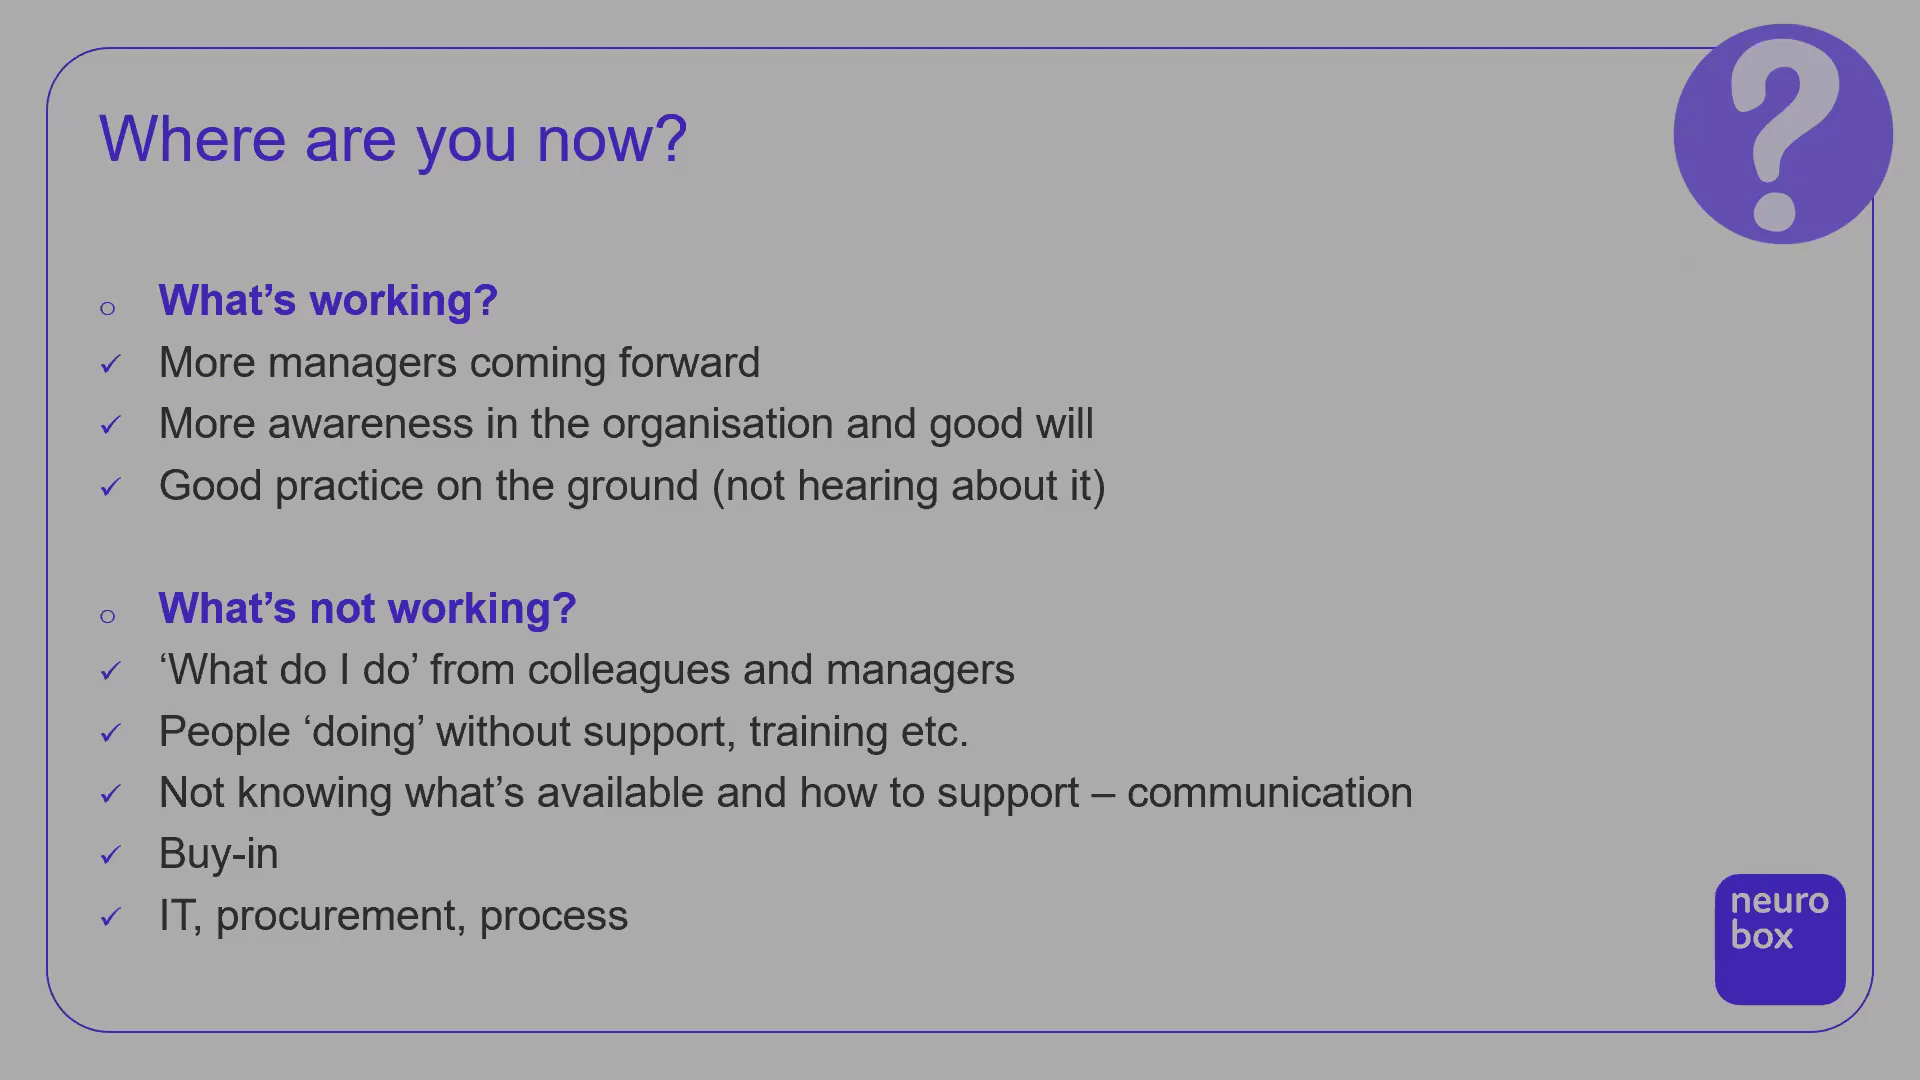 Where are you now?
What’s working?
More managers coming forward
More awareness in the organisation and good will
Good practice on the ground (not hearing about it)
What’s not working?
‘What do I do’ from colleagues and managers
People ‘doing’ without support, training etc.
Not knowing what’s available and how to support – communication
Buy-in
IT, procurement, process
neuro
box